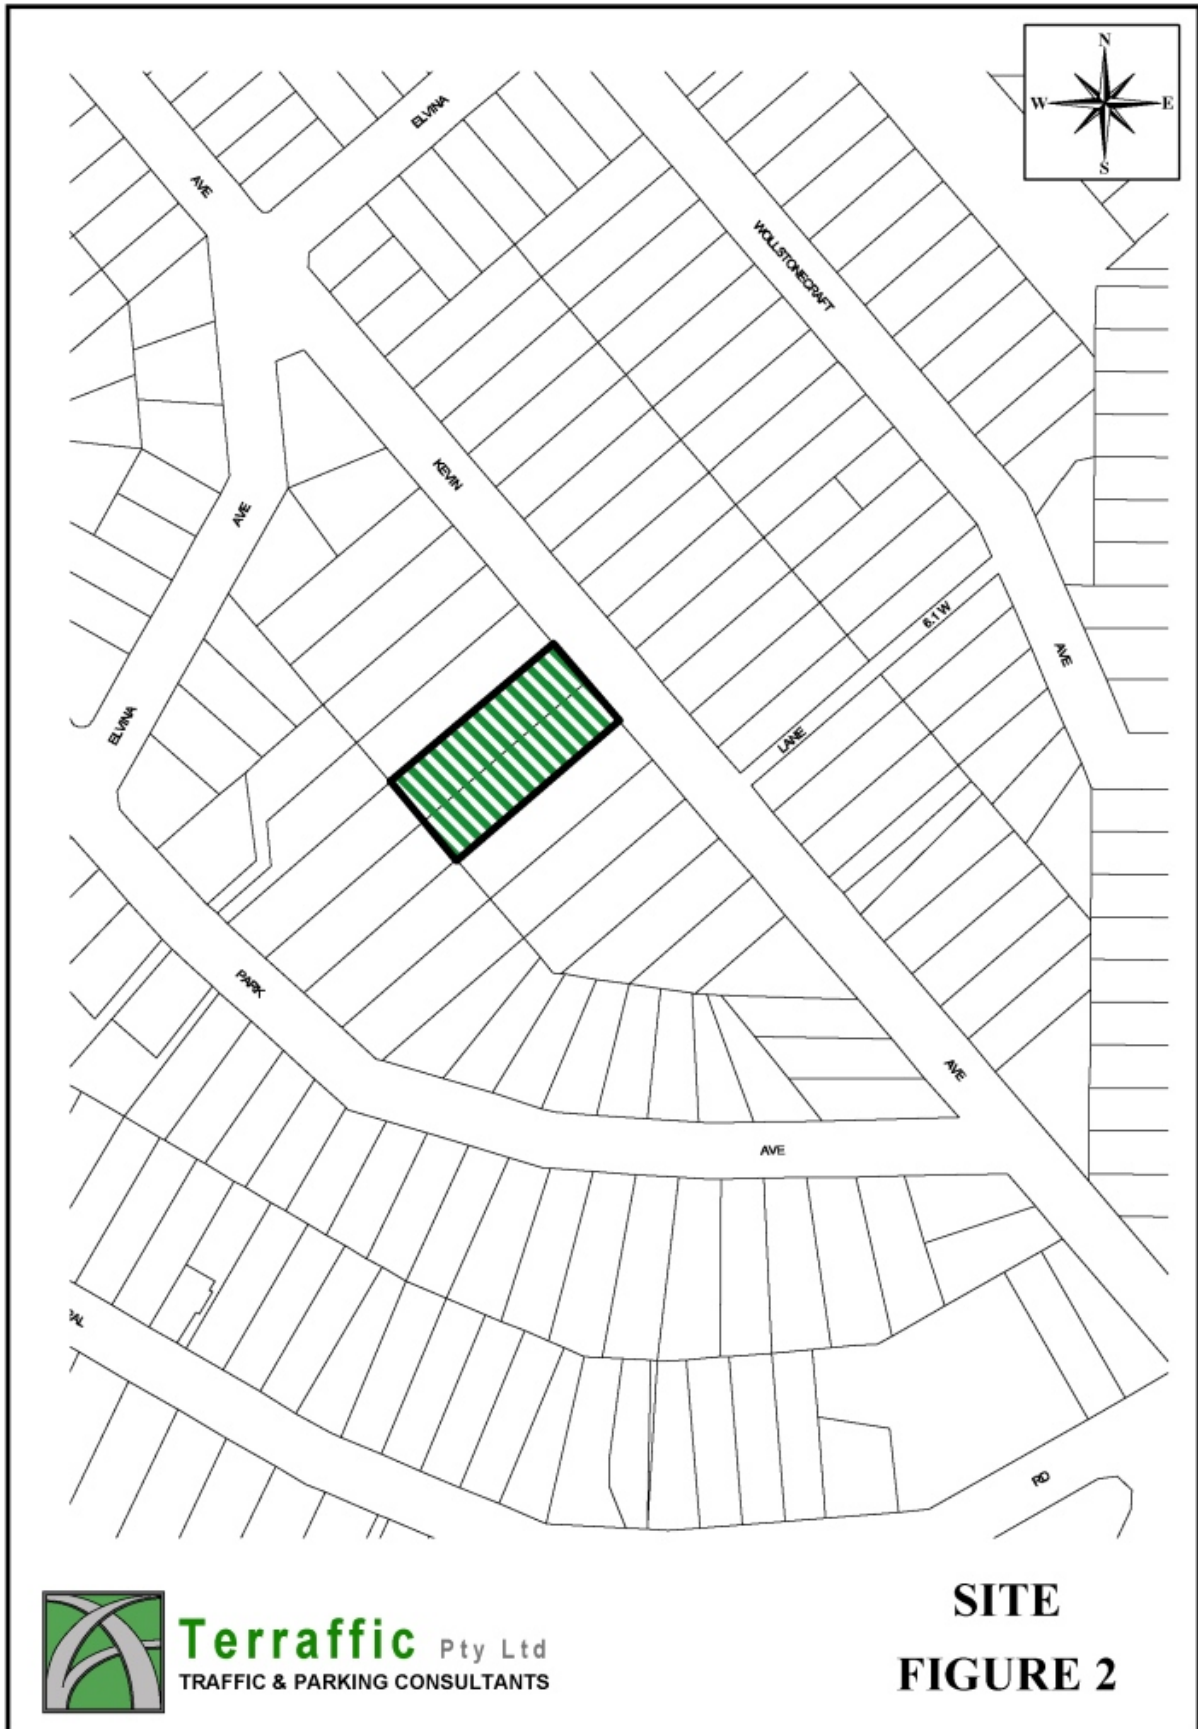 N
W E
S
ELVINA
AVE
WOLLSTONECRAFT
KEVIN
AVE
6.1 W
AVE
ELVINA
LANE
PARK
AVE
AVE
RD
SITE
FIGURE 2
Terraffic Pty Ltd
TRAFFIC & PARKING CONSULTANTS